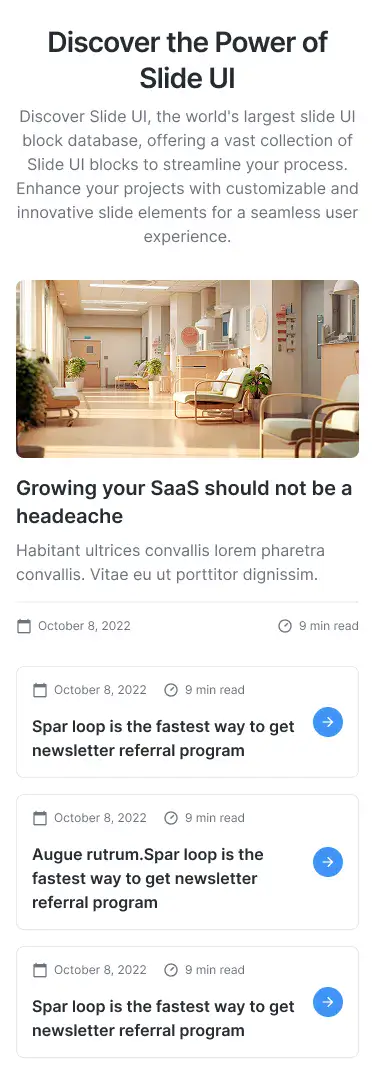 Discover the Power of
Slide UI
Discover Slide UI, the world's largest slide UI
block database, offering a vast collection of
Slide UI blocks to streamline your process.
Enhance your projects with customizable and
innovative slide elements for a seamless user
experience.
Growing your SaaS should not be a
headeache
Habitant ultrices convallis lorem pharetra
convallis. Vitae eu ut porttitor dignissim.
October 8, 2022 9 min read
October 8, 2022 9 min read
Spar loop is the fastest way to get
newsletter referral program
October 8, 2022 9 min read
Augue rutrum.Spar loop is the
fastest way to get newsletter
referral program
October 8, 2022 9 min read
Spar loop is the fastest way to get
newsletter referral program